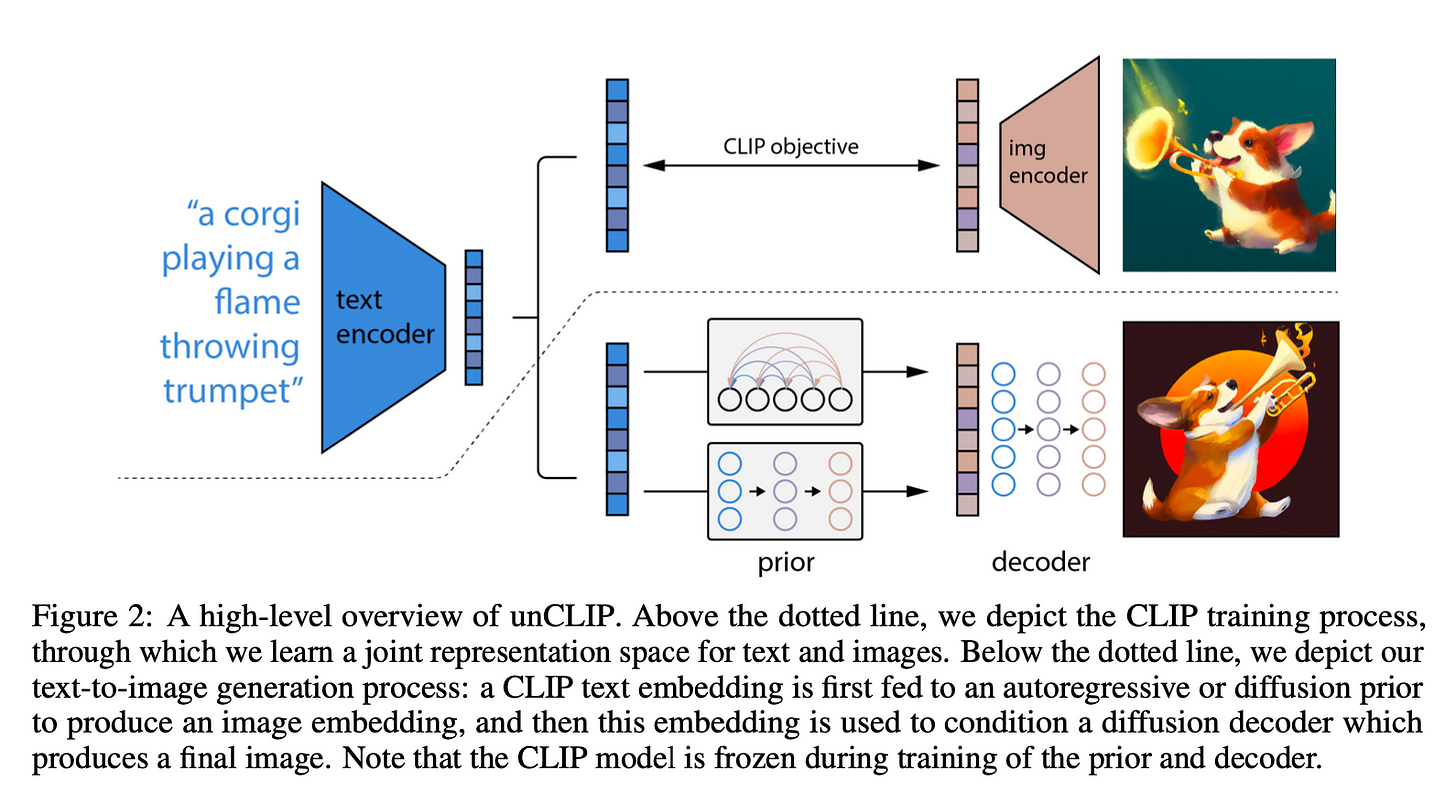 “a corgi
playing a
flame
throwing
trumpet”
text
encoder
CLIP objective
img
encoder
prior
decoder
Figure 2: A high-level overview of unCLIP. Above the dotted line, we depict the CLIP training process,
through which we learn a joint representation space for text and images. Below the dotted line, we depict our
text-to-image generation process: a CLIP text embedding is first fed to an autoregressive or diffusion prior
to produce an image embedding, and then this embedding is used to condition a diffusion decoder which
produces a final image. Note that the CLIP model is frozen during training of the prior and decoder.